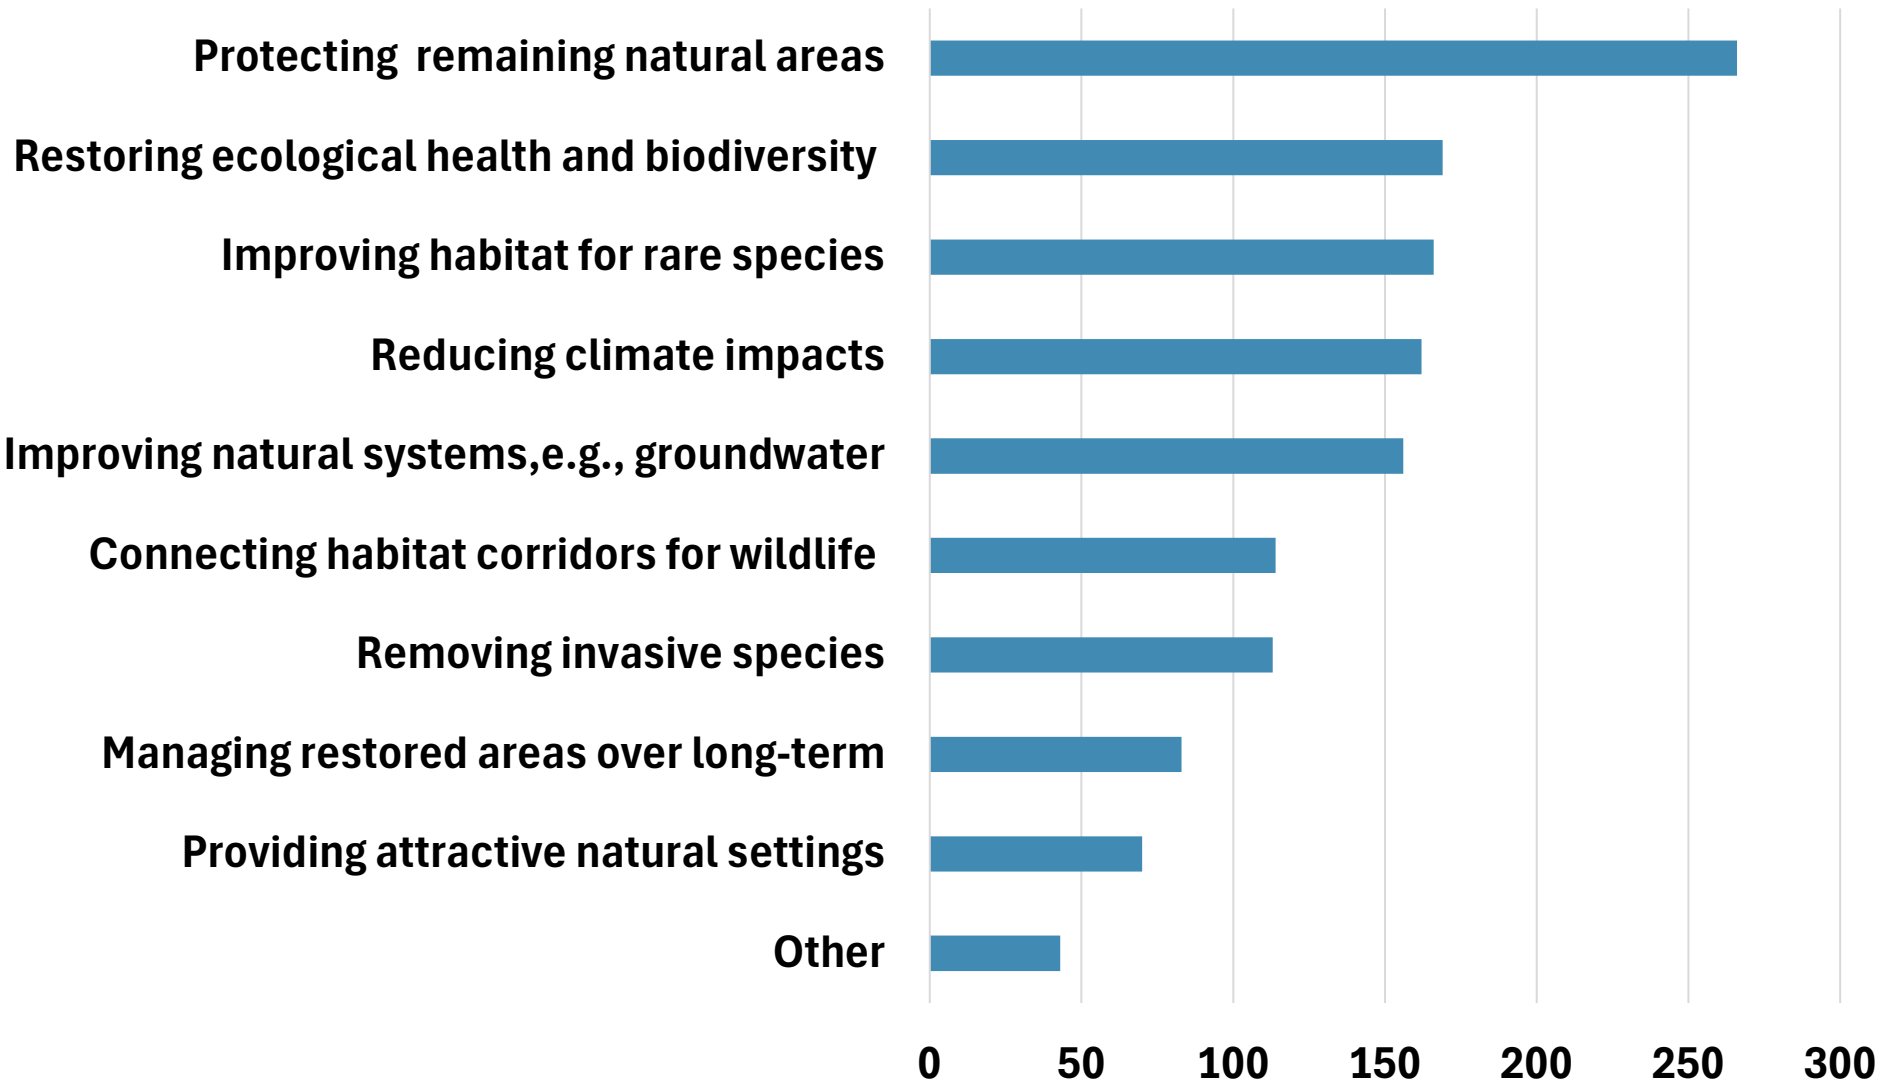 Protecting  remaining natural areas
Restoring ecological health and biodiversity
Improving habitat for rare species
Reducing climate impacts
Improving natural systems,e.g., groundwater
Connecting habitat corridors for wildlife
Removing invasive species
Managing restored areas over long-term
Providing attractive natural settings
Other
0 50 100 150 200 250 300